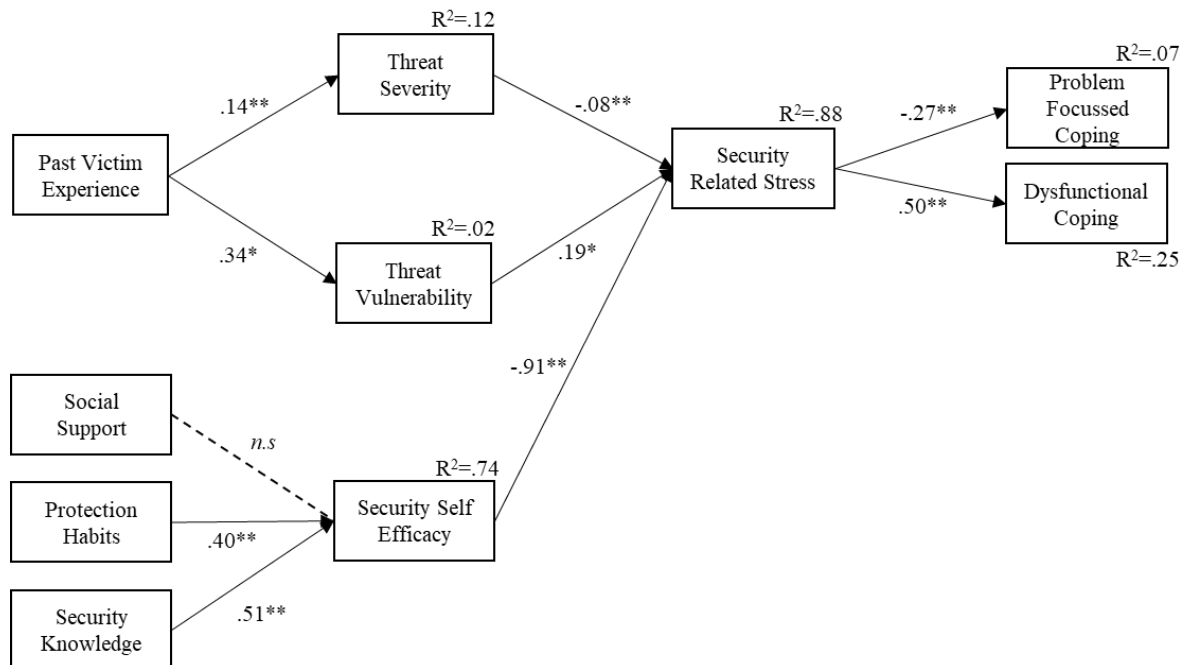 R²=.12
Threat
Severity
.14**
-.08**
Past Victim
Experience
.34*
R²=.02
Threat
Vulnerability
.19*
R²=.88
Security
Related Stress
-.27**
R²=.07
Problem
Focussed
Coping
.50**
Dysfunctional
Coping
R²=.25
-.91**
Social
Support
n.s
Protection
Habits
.40**
Security
Knowledge
.51**
R²=.74
Security Self
Efficacy